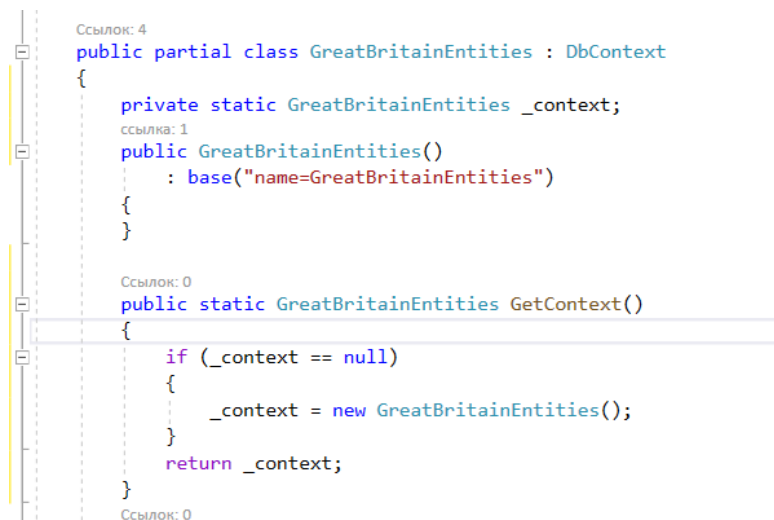 Ссылок: 4
public partial class GreatBritainEntities : DbContext
{
private static GreatBritainEntities _context;
ссылка: 1
public GreatBritainEntities()
: base("name=GreatBritainEntities")
{
}
Ссылок: 0
public static GreatBritainEntities GetContext()
{
if (_context == null)
{
_context = new GreatBritainEntities();
}
return _context;
}
Ссылок: 0